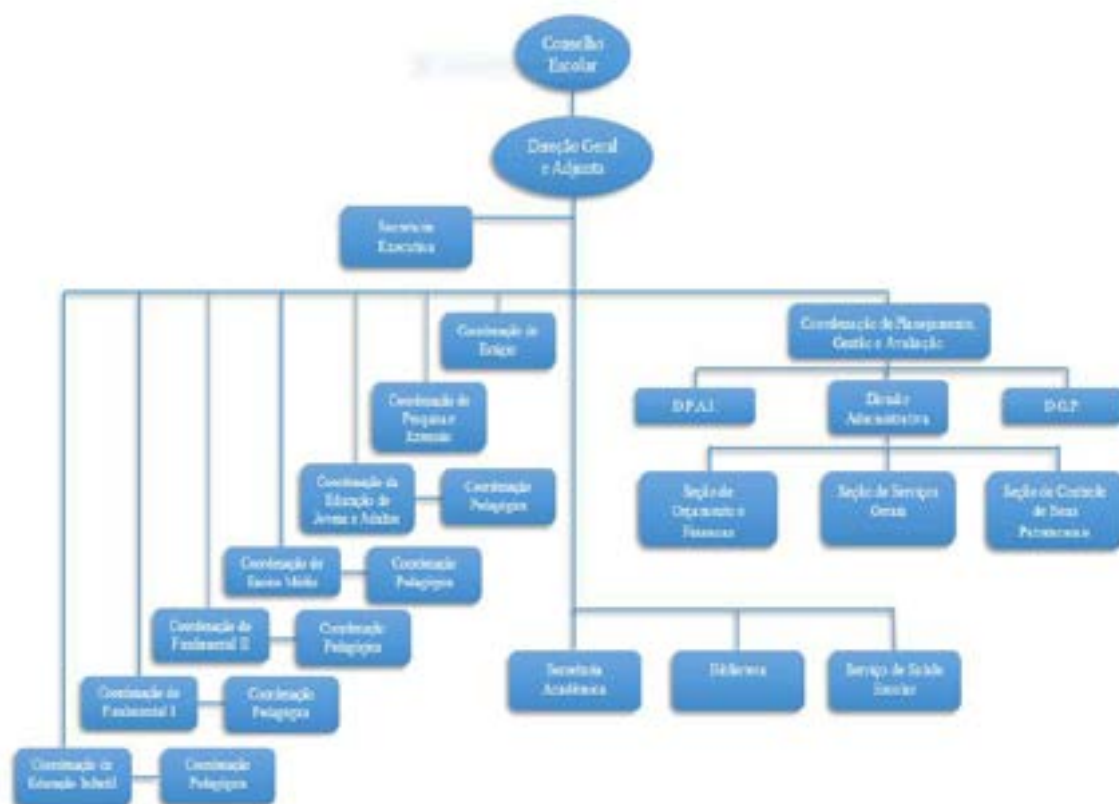 Conselho
Escolar
Direção Geral
e Adjunta
Secretaria
Executiva
Coordenação de
Estágio
Coordenação de Planejamento,
Gestão e Avaliação
Coordenação de
Pesquisa e
Extensão
D.P.A.I.
Divisão
Administrativa
D.G.P
Coordenação da
Educação de
Jovens e Adultos
Coordenação
Pedagógica
Seção de
Orçamento e
Finanças
Seção de Serviços
Gerais
Seção de Controle
de Bens
Patrimoniais
Coordenação do
Ensino Médio
Coordenação
Pedagógica
Coordenação do
Fundamental II
Coordenação
Pedagógica
Secretaria
Acadêmica
Biblioteca
Serviço de Saúde
Escolar
Coordenação do
Fundamental I
Coordenação
Pedagógica
Coordenação da
Educação Infantil
Coordenação
Pedagógica